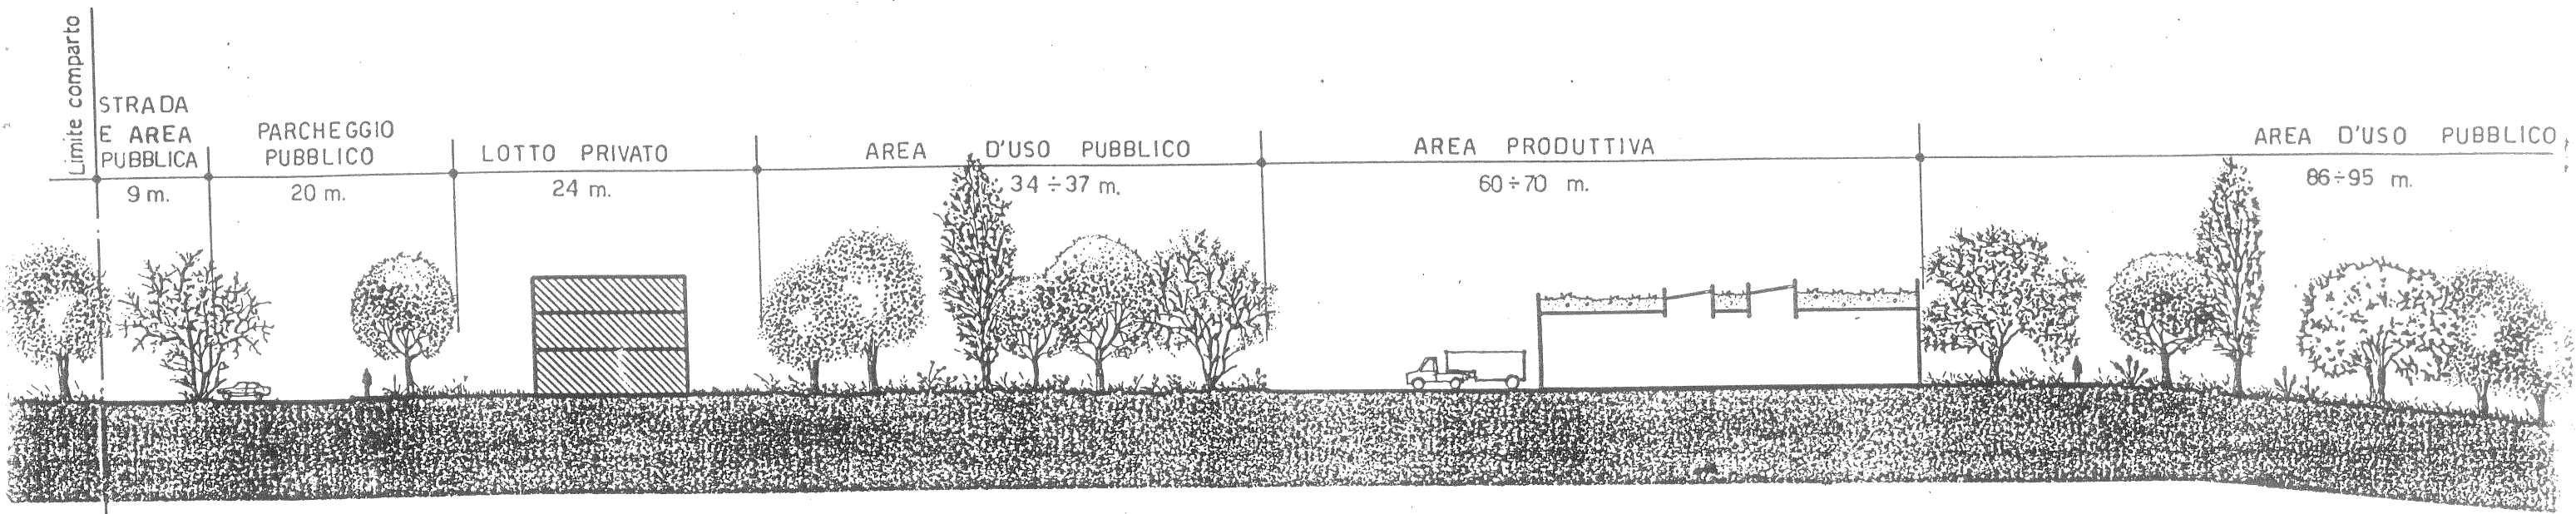 Limite comparto
STRADA
E AREA
PUBBLICA
9 m.
PARCHEGGIO
PUBBLICO
20 m.
LOTTO PRIVATO
24 m.
AREA D'USO PUBBLICO
34÷37 m.
AREA PRODUTTIVA
60÷70 m.
AREA D'USO PUBBLICO
86÷95 m.